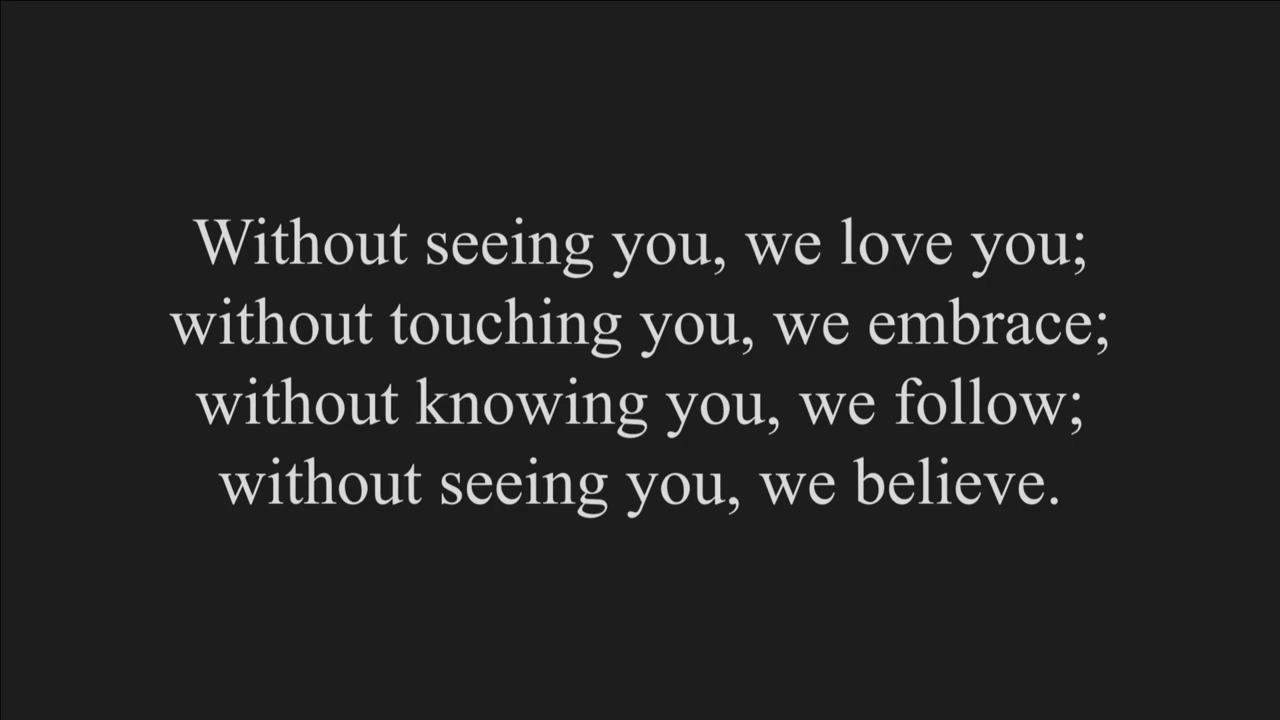 Without seeing you, we love you;
without touching you, we embrace;
without knowing you, we follow;
without seeing you, we believe.